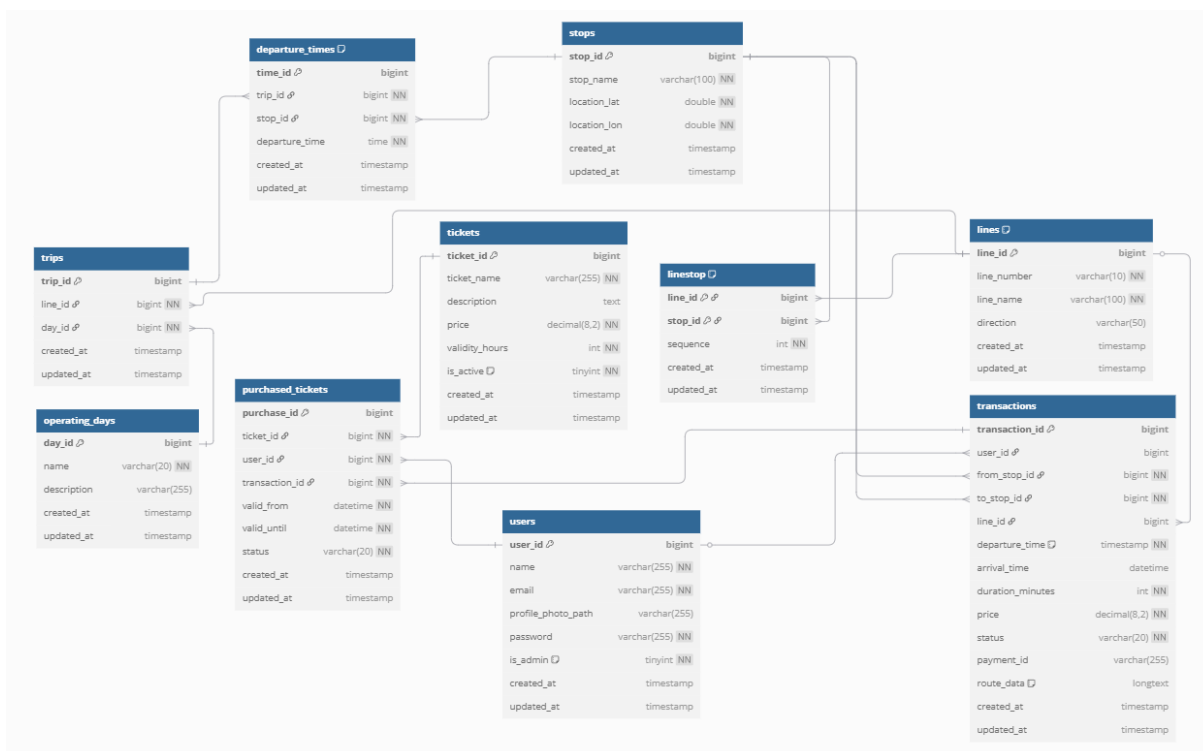 departure_times
time_id bigint
trip_id bigint NN
stop_id bigint NN
departure_time time NN
created_at timestamp
updated_at timestamp
stops
stop_id bigint
stop_name varchar(100) NN
location_lat double NN
location_lon double NN
created_at timestamp
updated_at timestamp
trips
trip_id bigint
line_id bigint NN
day_id bigint NN
created_at timestamp
updated_at timestamp
tickets
ticket_id bigint
ticket_name varchar(255) NN
description text
price decimal(8,2) NN
validity_hours int NN
is_active tinyint NN
created_at timestamp
updated_at timestamp
linestop
line_id bigint
stop_id bigint
sequence int NN
created_at timestamp
updated_at timestamp
lines
line_id bigint
line_number varchar(10) NN
line_name varchar(100) NN
direction varchar(50)
created_at timestamp
updated_at timestamp
operating_days
day_id bigint
name varchar(20) NN
description varchar(255)
created_at timestamp
updated_at timestamp
purchased_tickets
purchase_id bigint
ticket_id bigint NN
user_id bigint NN
transaction_id bigint NN
valid_from datetime NN
valid_until datetime NN
status varchar(20) NN
created_at timestamp
updated_at timestamp
users
user_id bigint
name varchar(255) NN
email varchar(255) NN
profile_photo_path varchar(255)
password varchar(255) NN
is_admin tinyint NN
created_at timestamp
updated_at timestamp
transactions
transaction_id bigint
user_id bigint
from_stop_id bigint NN
to_stop_id bigint NN
line_id bigint
departure_time timestamp NN
arrival_time datetime
duration_minutes int NN
price decimal(8,2) NN
status varchar(20) NN
payment_id varchar(255)
route_data longtext
created_at timestamp
updated_at timestamp